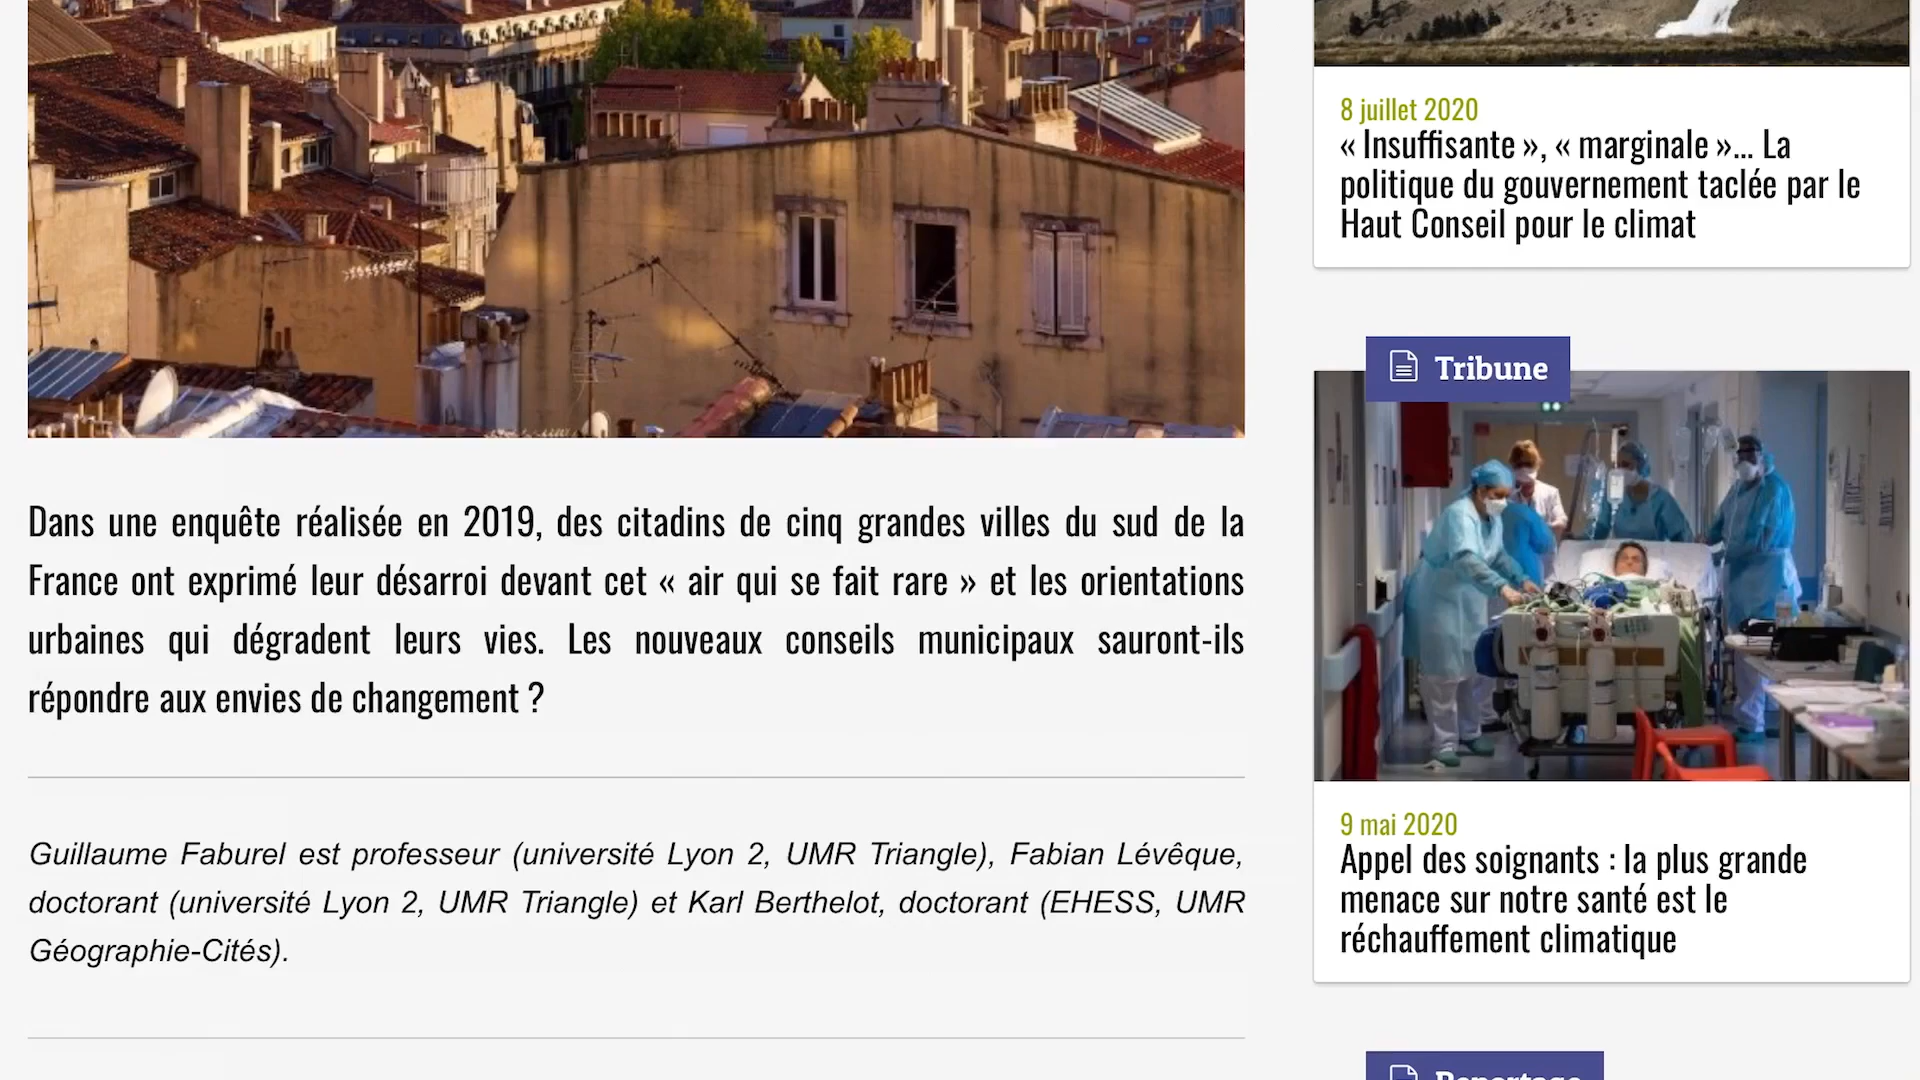 Dans une enquête réalisée en 2019, des citadins de cinq grandes villes du sud de la
France ont exprimé leur désarroi devant cet « air qui se fait rare » et les orientations
urbaines qui dégradent leurs vies. Les nouveaux conseils municipaux sauront-ils
répondre aux envies de changement ?
Guillaume Faburel est professeur (université Lyon 2, UMR Triangle), Fabian Lévêque,
doctorant (université Lyon 2, UMR Triangle) et Karl Berthelot, doctorant (EHESS, UMR
Géographie-Cités).
8 juillet 2020
« Insuffisante », « marginale »… La
politique du gouvernement taclée par le
Haut Conseil pour le climat
Tribune
9 mai 2020
Appel des soignants : la plus grande
menace sur notre santé est le
réchauffement climatique
Reportage